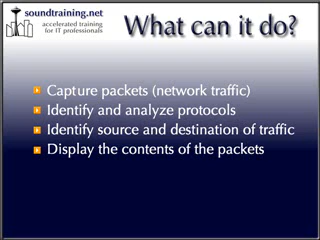 soundtraining.net
accelerated training
for IT professionals
What can it do?
Capture packets (network traffic)
Identify and analyze protocols
Identify source and destination of traffic
Display the contents of the packets